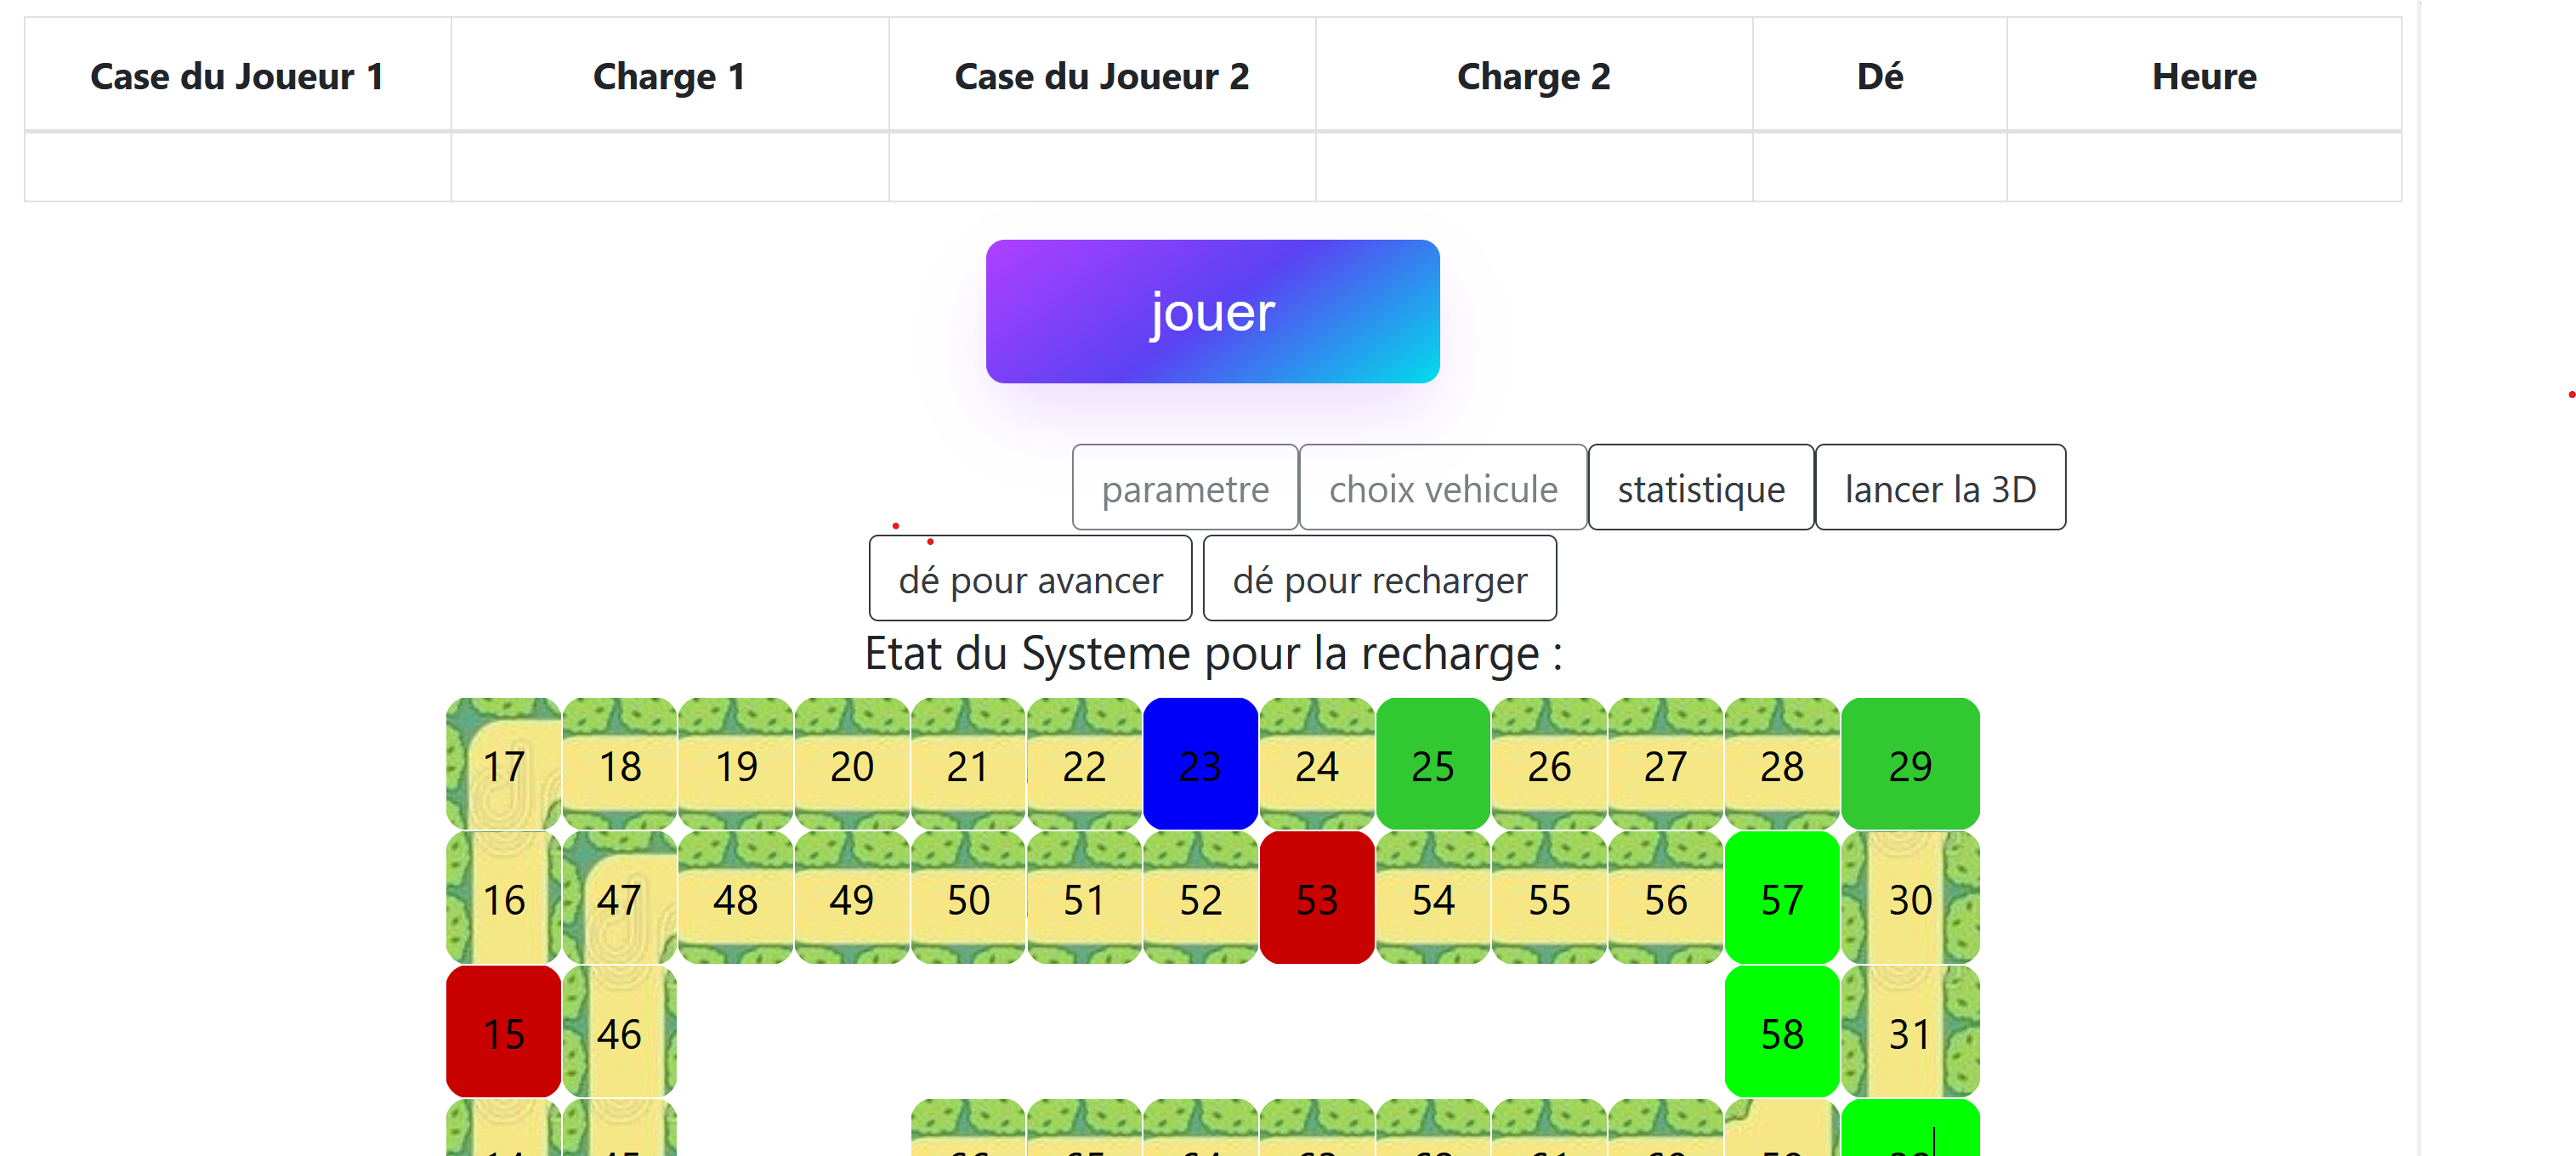 Case du Joueur 1 Charge 1 Case du Joueur 2 Charge 2 Dé Heure
jouer
parametre choix vehicule statistique lancer la 3D
dé pour avancer dé pour recharger
Etat du Systeme pour la recharge :
17 18 19 20 21 22 23 24 25 26 27 28 29
16 47 48 49 50 51 52 53 54 55 56 57 30
15 46 58 31